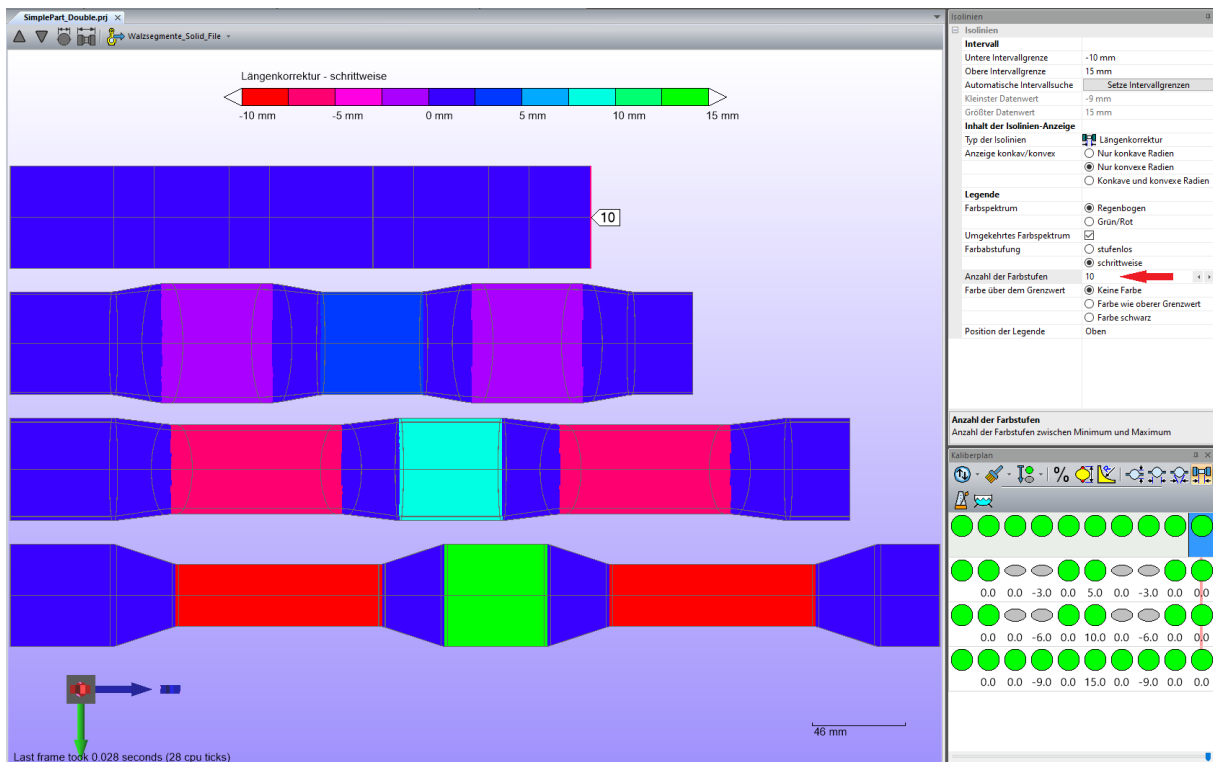 SimplePart_Double.prj
Walzsegmente_Solid_File
Längenkorrektur - schrittweise
-10 mm -5 mm 0 mm 5 mm 10 mm 15 mm
10
46 mm
Last frame took 0.028 seconds (28 cpu ticks)
Isolinien
Isolinien
Intervall
Untere Intervallgrenze -10 mm
Obere Intervallgrenze 15 mm
Automatische Intervallsuche Setze Intervallgrenzen
Kleinster Datenwert -9 mm
Größter Datenwert 15 mm
Inhalt der Isolinien-Anzeige
Typ der Isolinien Längenkorrektur
Anzeige konkav/konvex Nur konkave Radien
Nur konvexe Radien
Konkave und konvexe Radien
Legende
Farbspektrum Regenbogen
Grün/Rot
Umgekehrtes Farbspektrum
Farbabstufung stufenlos
schrittweise
Anzahl der Farbstufen 10
Farbe über dem Grenzwert Keine Farbe
Farbe wie oberer Grenzwert
Farbe schwarz
Position der Legende Oben
Anzahl der Farbstufen
Anzahl der Farbstufen zwischen Minimum und Maximum
Kaliberplan
%
0.0 0.0 -3.0 0.0 5.0 0.0 -3.0 0.0 0.0
0.0 0.0 -6.0 0.0 10.0 0.0 -6.0 0.0 0.0
0.0 0.0 -9.0 0.0 15.0 0.0 -9.0 0.0 0.0